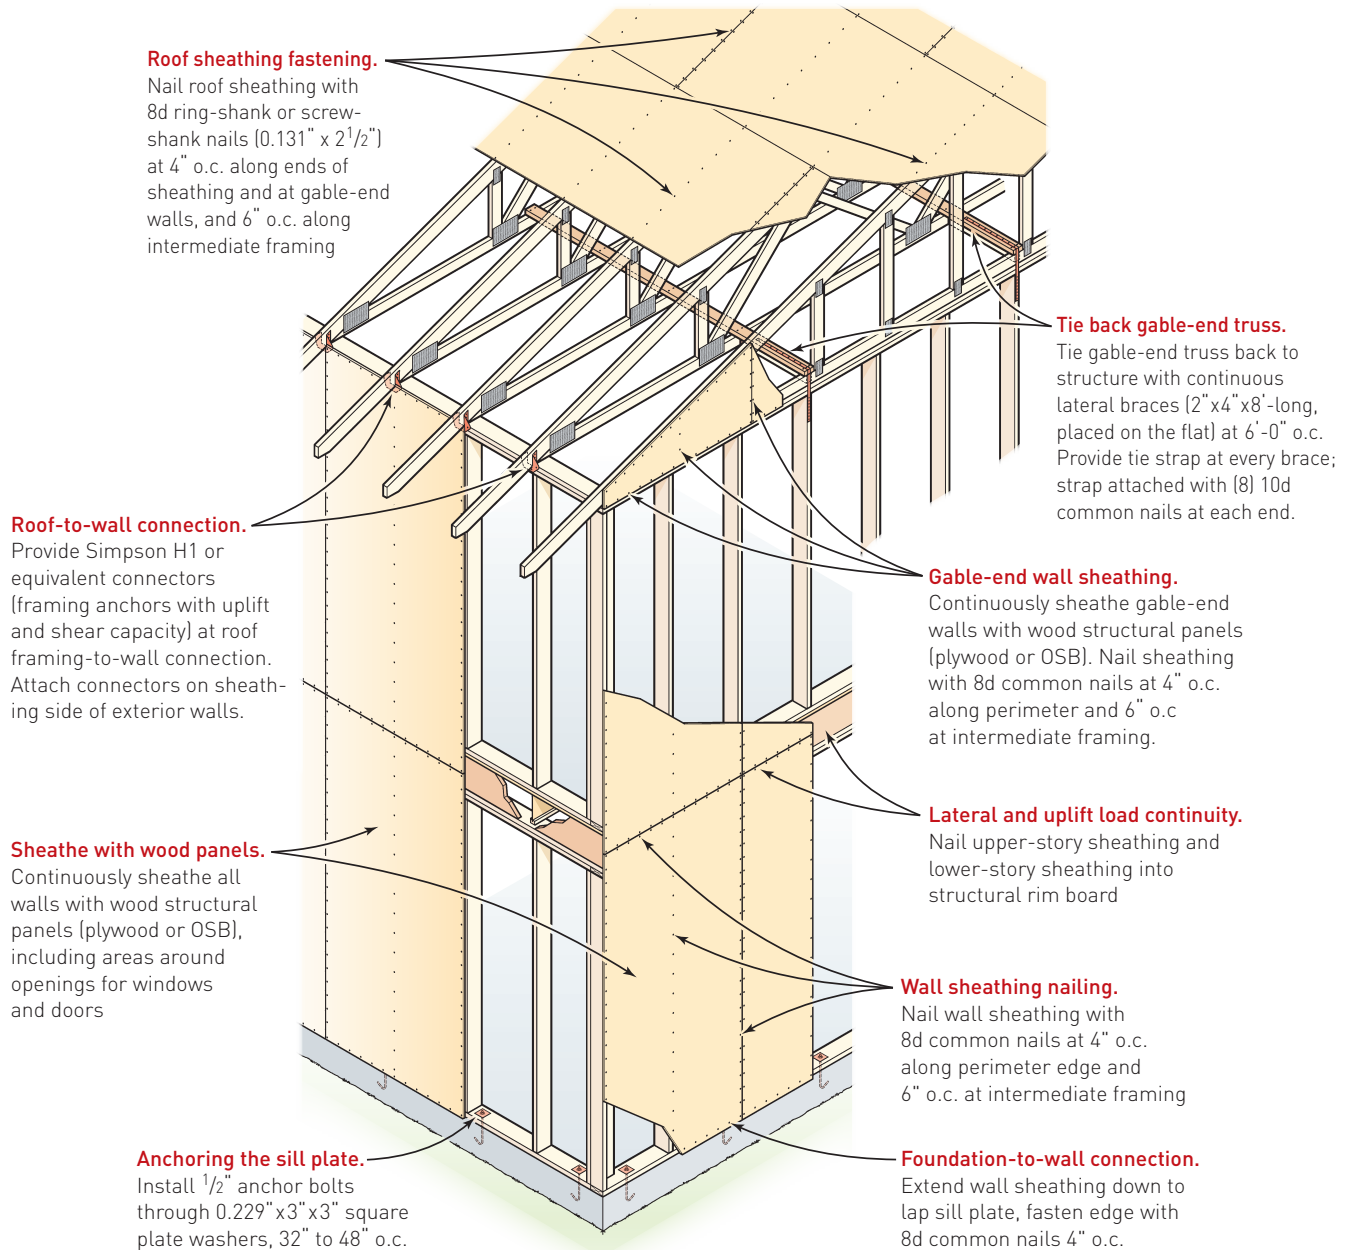 Roof sheathing fastening.
Nail roof sheathing with
8d ring-shank or screw-
shank nails (0.131" x 2 1/2")
at 4" o.c. along ends of
sheathing and at gable-end
walls, and 6" o.c. along
intermediate framing
Tie back gable-end truss.
Tie gable-end truss back to
structure with continuous
lateral braces (2"x4"x8'-long,
placed on the flat) at 6'-0" o.c.
Provide tie strap at every brace;
strap attached with (8) 10d
common nails at each end.
Roof-to-wall connection.
Provide Simpson H1 or
equivalent connectors
(framing anchors with uplift
and shear capacity) at roof
framing-to-wall connection.
Attach connectors on sheath-
ing side of exterior walls.
Gable-end wall sheathing.
Continuously sheathe gable-end
walls with wood structural panels
(plywood or OSB). Nail sheathing
with 8d common nails at 4" o.c.
along perimeter and 6" o.c
at intermediate framing.
Lateral and uplift load continuity.
Nail upper-story sheathing and
lower-story sheathing into
structural rim board
Sheathe with wood panels.
Continuously sheathe all
walls with wood structural
panels (plywood or OSB),
including areas around
openings for windows
and doors
Wall sheathing nailing.
Nail wall sheathing with
8d common nails at 4" o.c.
along perimeter edge and
6" o.c. at intermediate framing
Anchoring the sill plate.
Install 1/2" anchor bolts
through 0.229"x3"x3" square
plate washers, 32" to 48" o.c.
Foundation-to-wall connection.
Extend wall sheathing down to
lap sill plate, fasten edge with
8d common nails 4" o.c.